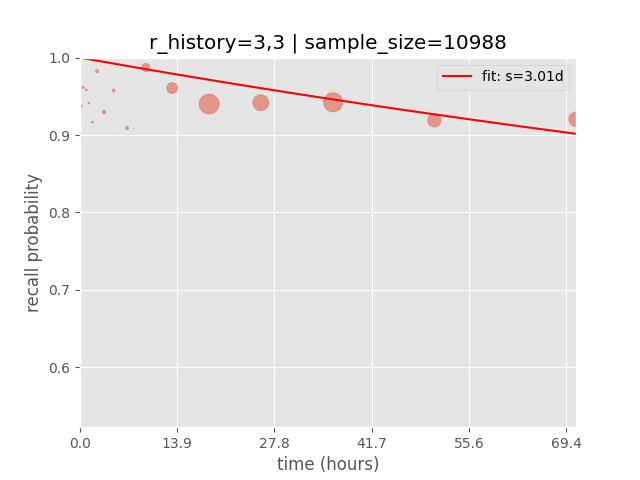 r_history=3,3 | sample_size=10988
fit: s=3.01d
1.0
0.9
0.8
0.7
0.6
recall probability
0.0 13.9 27.8 41.7 55.6 69.4
time (hours)